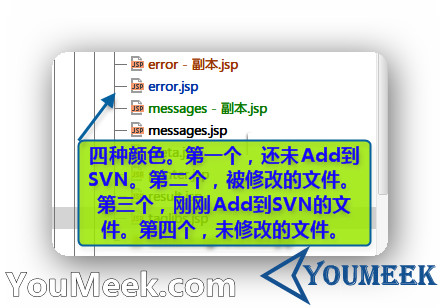 error - 副本.jsp
error.jsp
messages - 副本.jsp
messages.jsp
四种颜色。第一个，还未Add到
SVN。第二个，被修改的文件。
第三个，刚刚Add到SVN的文
件。第四个，未修改的文件。
YouMeek.com
YOUMEEK